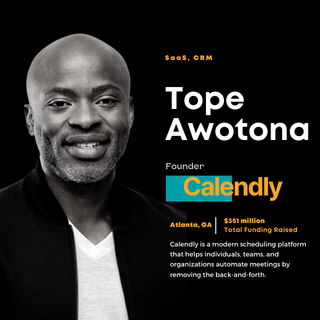 SaaS, CRM
Tope
Awotona
Founder
Calendly
Atlanta, GA
$351 million
Total Funding Raised
Calendly is a modern scheduling platform
that helps individuals, teams, and
organizations automate meetings by
removing the back-and-forth.